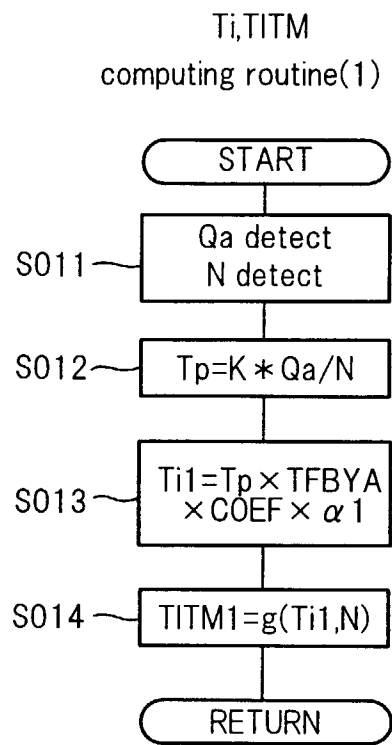 Ti,TITM
computing routine(1)
START
S011
Qa detect
N detect
S012
Tp=K＊Qa/N
S013
Ti1=Tp×TFBYA
×COEF×α1
S014
TITM1=g(Ti1,N)
RETURN